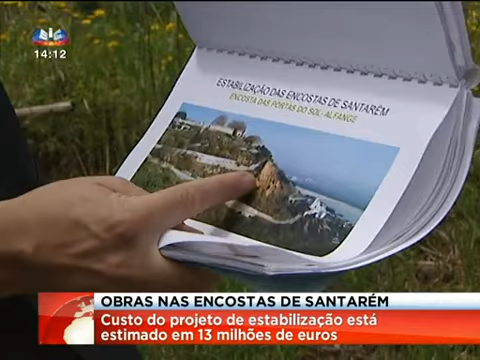 SIC
14:12
ESTABILIZAÇÃO DAS ENCOSTAS DE SANTARÉM
ENCOSTA DAS PORTAS DO SOL - ALFANGE
OBRAS NAS ENCOSTAS DE SANTARÉM
Custo do projeto de estabilização está
estimado em 13 milhões de euros